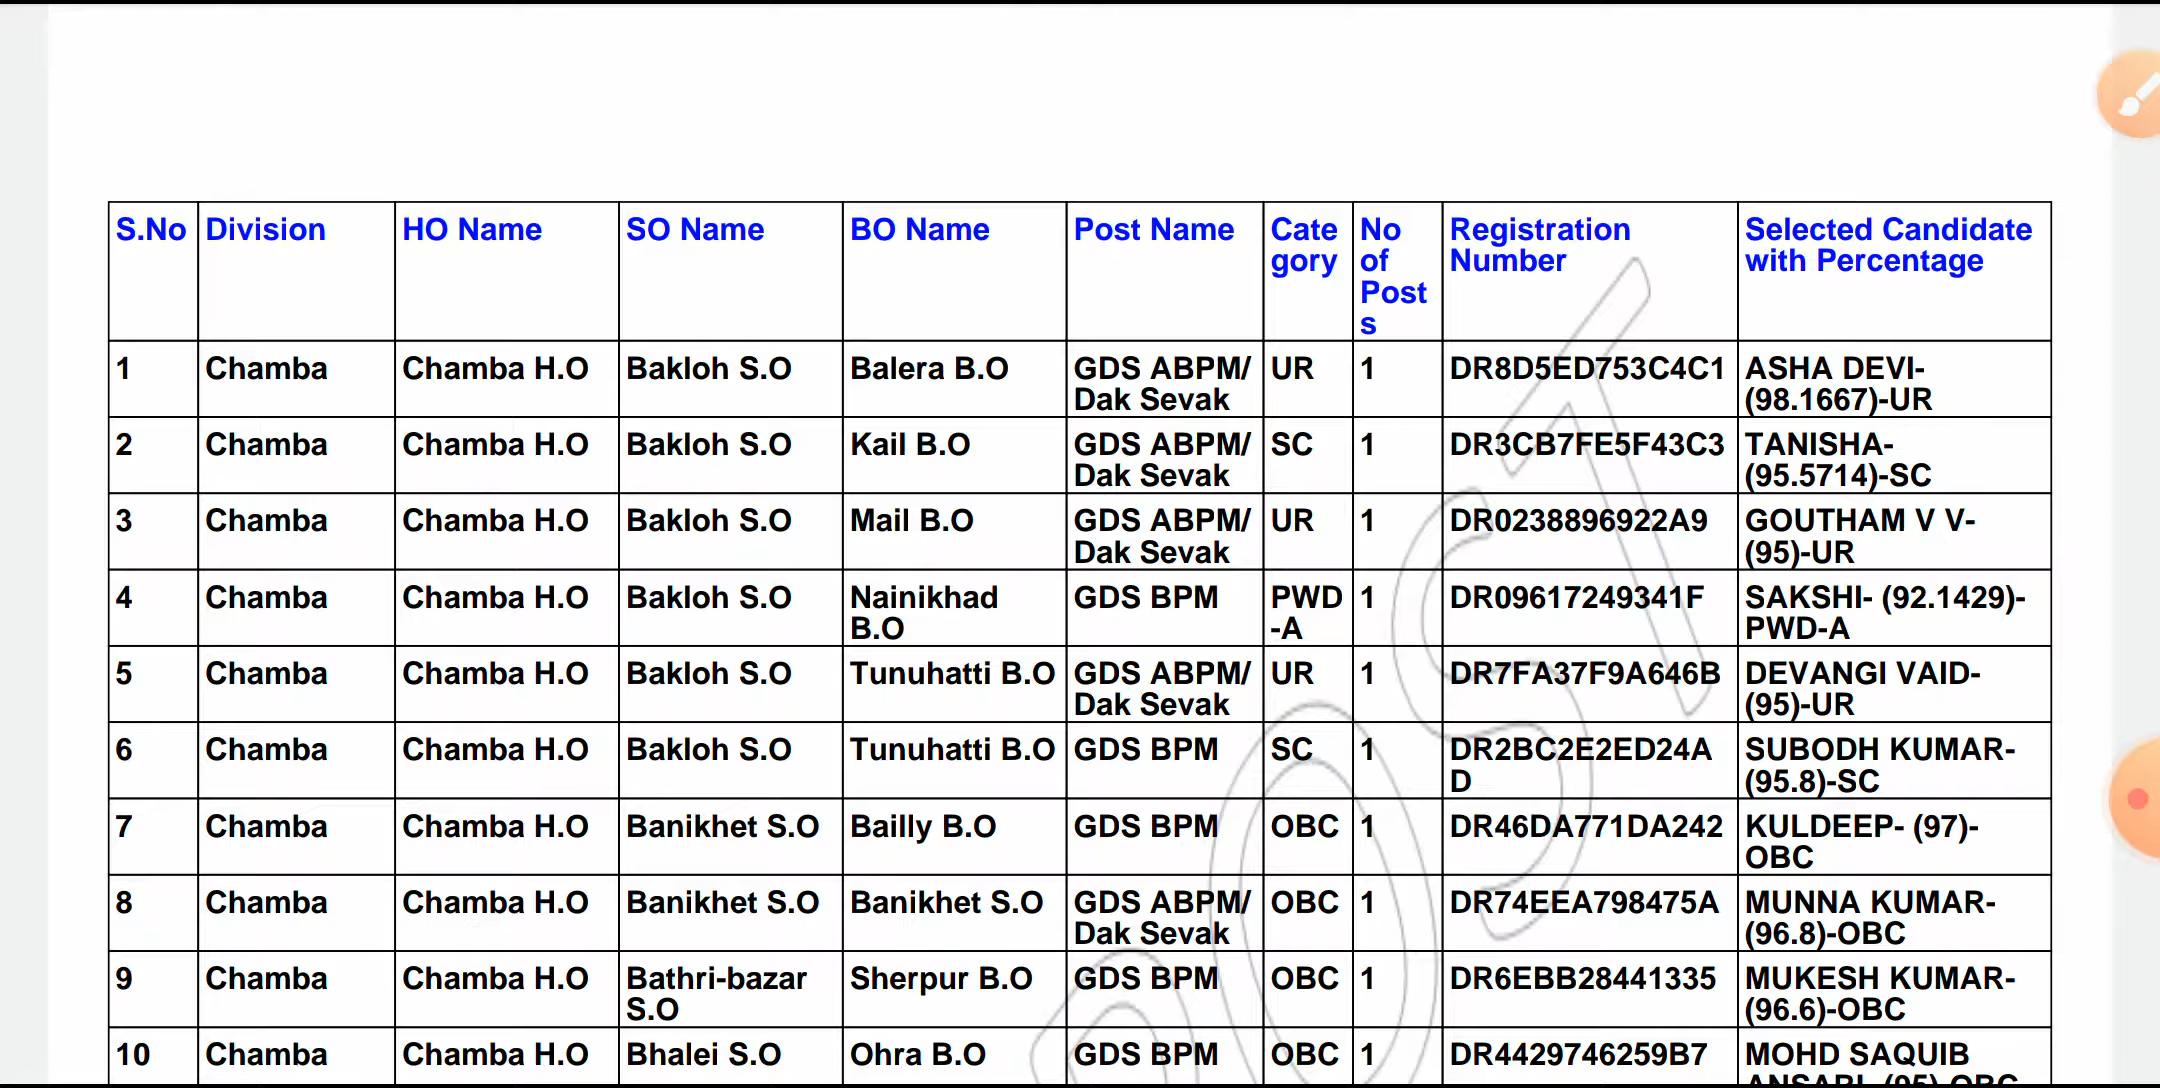 S.No Division HO Name SO Name BO Name Post Name Cate No Registration Selected Candidate
gory of Number with Percentage
Post
s
1 Chamba Chamba H.O Bakloh S.O Balera B.O GDS ABPM/ UR 1 DR8D5ED753C4C1 ASHA DEVI-
Dak Sevak (98.1667)-UR
2 Chamba Chamba H.O Bakloh S.O Kail B.O GDS ABPM/ SC 1 DR3CB7FE5F43C3 TANISHA-
Dak Sevak (95.5714)-SC
3 Chamba Chamba H.O Bakloh S.O Mail B.O GDS ABPM/ UR 1 DR0238896922A9 GOUTHAM V V-
Dak Sevak (95)-UR
4 Chamba Chamba H.O Bakloh S.O Nainikhad GDS BPM PWD 1 DR09617249341F SAKSHI- (92.1429)-
B.O -A PWD-A
5 Chamba Chamba H.O Bakloh S.O Tunuhatti B.O GDS ABPM/ UR 1 DR7FA37F9A646B DEVANGI VAID-
Dak Sevak (95)-UR
6 Chamba Chamba H.O Bakloh S.O Tunuhatti B.O GDS BPM SC 1 DR2BC2E2ED24A SUBODH KUMAR-
D (95.8)-SC
7 Chamba Chamba H.O Banikhet S.O Bailly B.O GDS BPM OBC 1 DR46DA771DA242 KULDEEP- (97)-
OBC
8 Chamba Chamba H.O Banikhet S.O Banikhet S.O GDS ABPM/ OBC 1 DR74EEA798475A MUNNA KUMAR-
Dak Sevak (96.8)-OBC
9 Chamba Chamba H.O Bathri-bazar Sherpur B.O GDS BPM OBC 1 DR6EBB28441335 MUKESH KUMAR-
S.O (96.6)-OBC
10 Chamba Chamba H.O Bhalei S.O Ohra B.O GDS BPM OBC 1 DR4429746259B7 MOHD SAQUIB
ANSARI- (95)-OBC
POST